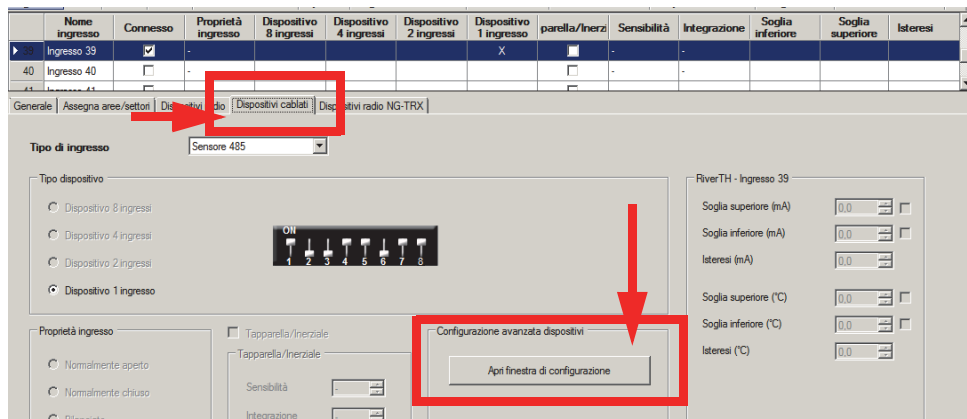 Nome ingresso Connesso Proprietà ingresso Dispositivo 8 ingressi Dispositivo 4 ingressi Dispositivo 2 ingressi Dispositivo 1 ingresso parella/Inerzi Sensibilità Integrazione Soglia inferiore Soglia superiore Isteresi
39 Ingresso 39 - X - -
40 Ingresso 40 - - -
41 Ingresso 41
Generale Assegna aree/settori Dispositivi radio Dispositivi cablati Dispositivi radio NG-TRX
Tipo di ingresso Sensore 485
Tipo dispositivo
Dispositivo 8 ingressi
Dispositivo 4 ingressi
Dispositivo 2 ingressi
Dispositivo 1 ingresso
ON
1 2 3 4 5 6 7 8
RiverTH - Ingresso 39
Soglia superiore (mA) 0,0
Soglia inferiore (mA) 0,0
Isteresi (mA) 0,0
Soglia superiore (°C) 0,0
Soglia inferiore (°C) 0,0
Isteresi (°C) 0,0
Proprietà ingresso
Normalmente aperto
Normalmente chiuso
Tapparella/Inerziale
Tapparella/Inerziale
Sensibilità -
Integrazione -
Configurazione avanzata dispositivi
Apri finestra di configurazione